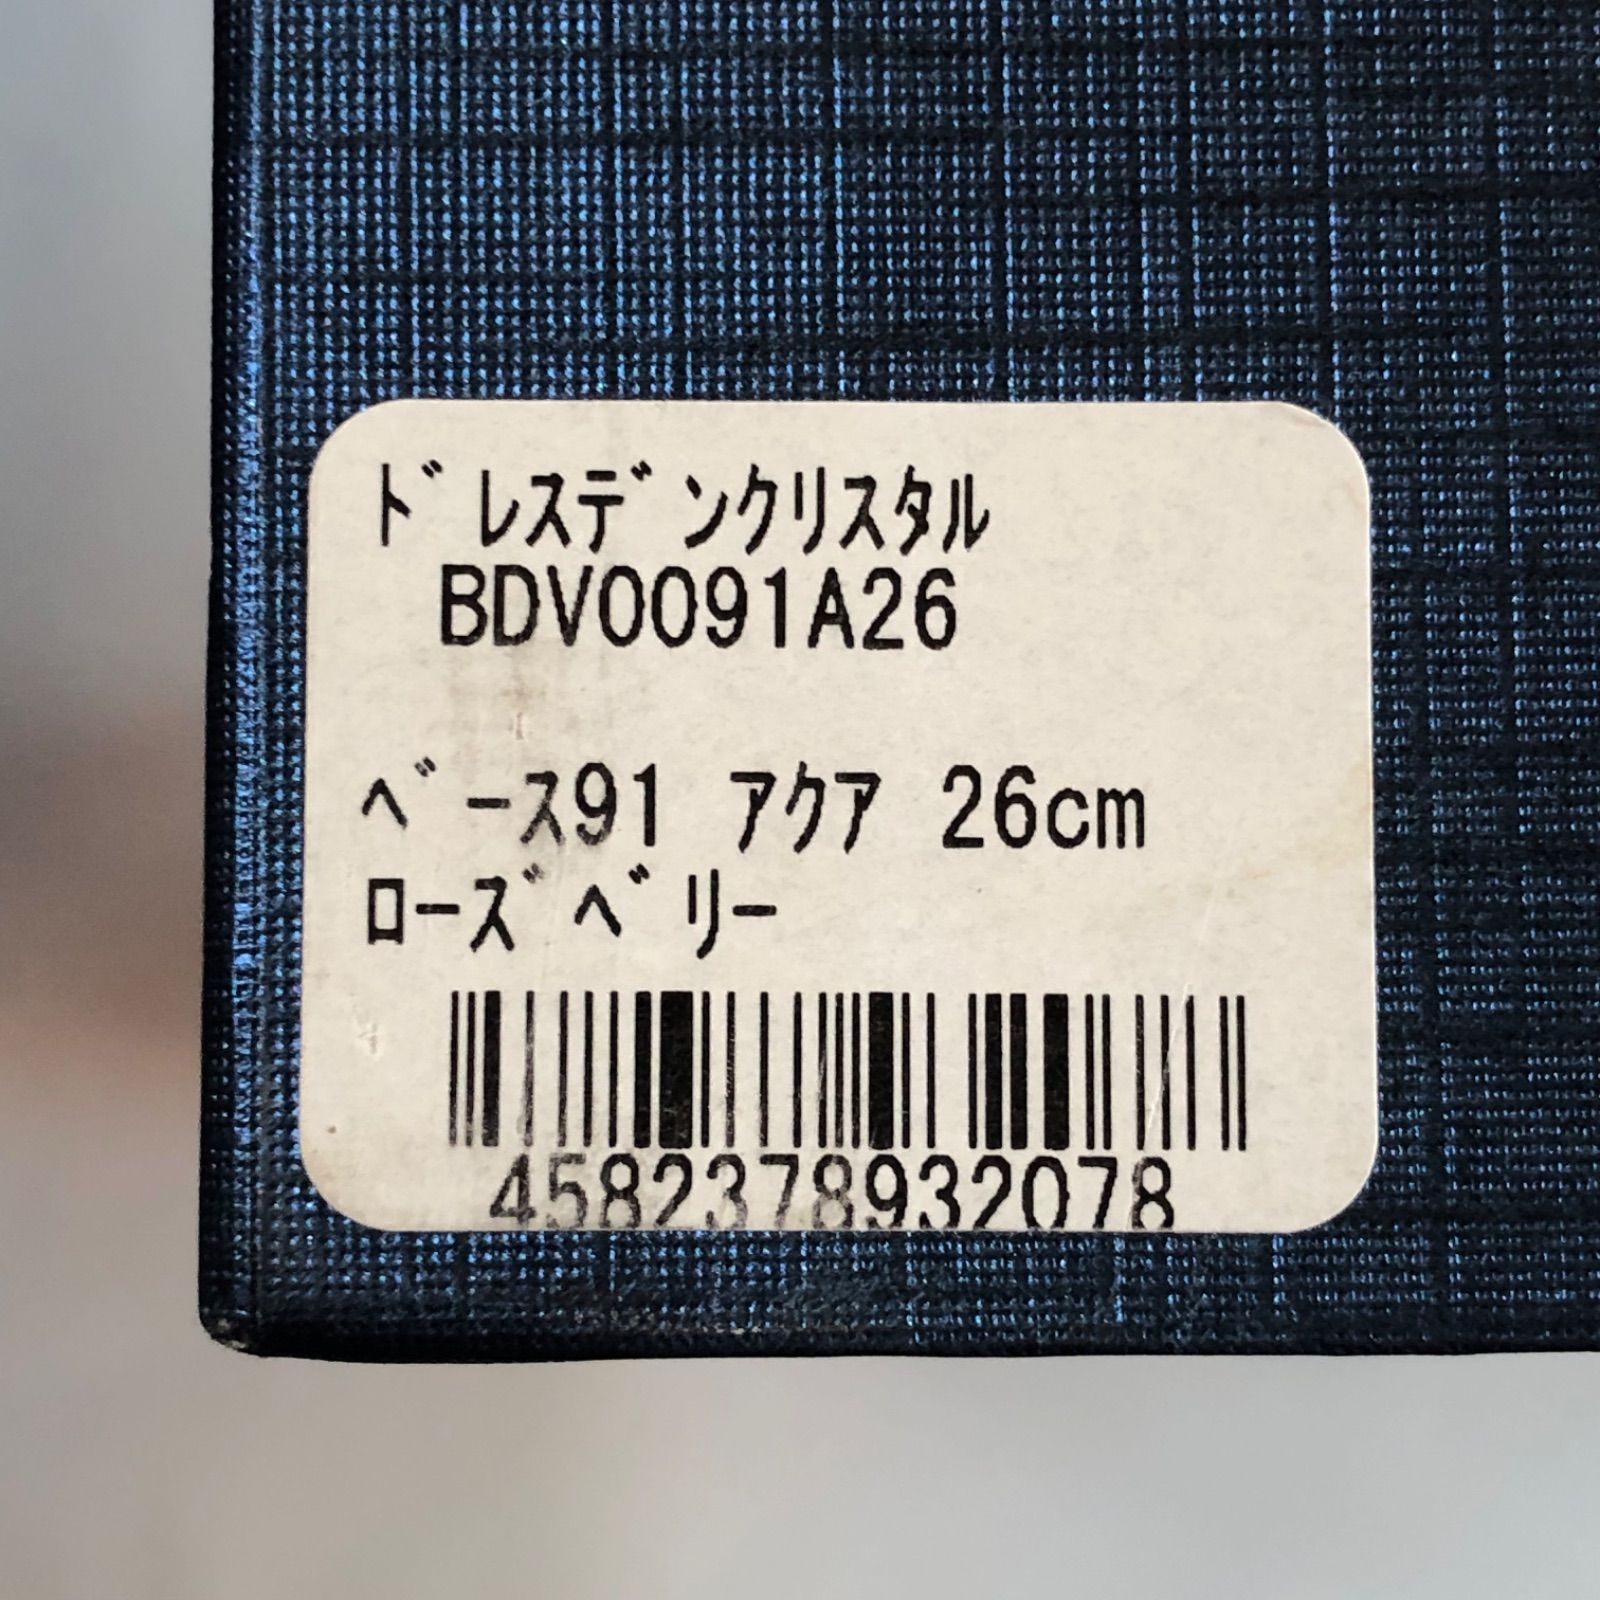 ﾄﾞﾚｽﾃﾞﾝｸﾘｽﾀﾙ
BDV0091A26
ﾍﾞｰｽ91 ｱｸｱ 26cm
ﾛｰｽﾞﾍﾞﾘｰ
4582378932078